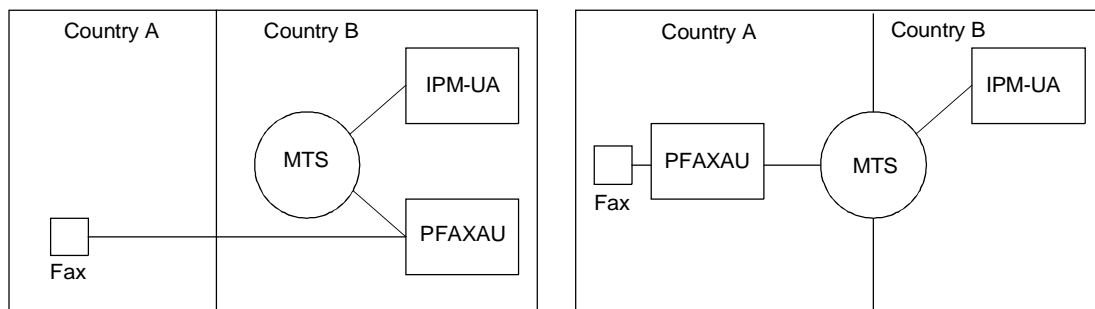 Country A
Country B
IPM-UA
MTS
PFAXAU
Fax
Country A
Country B
IPM-UA
PFAXAU
MTS
Fax